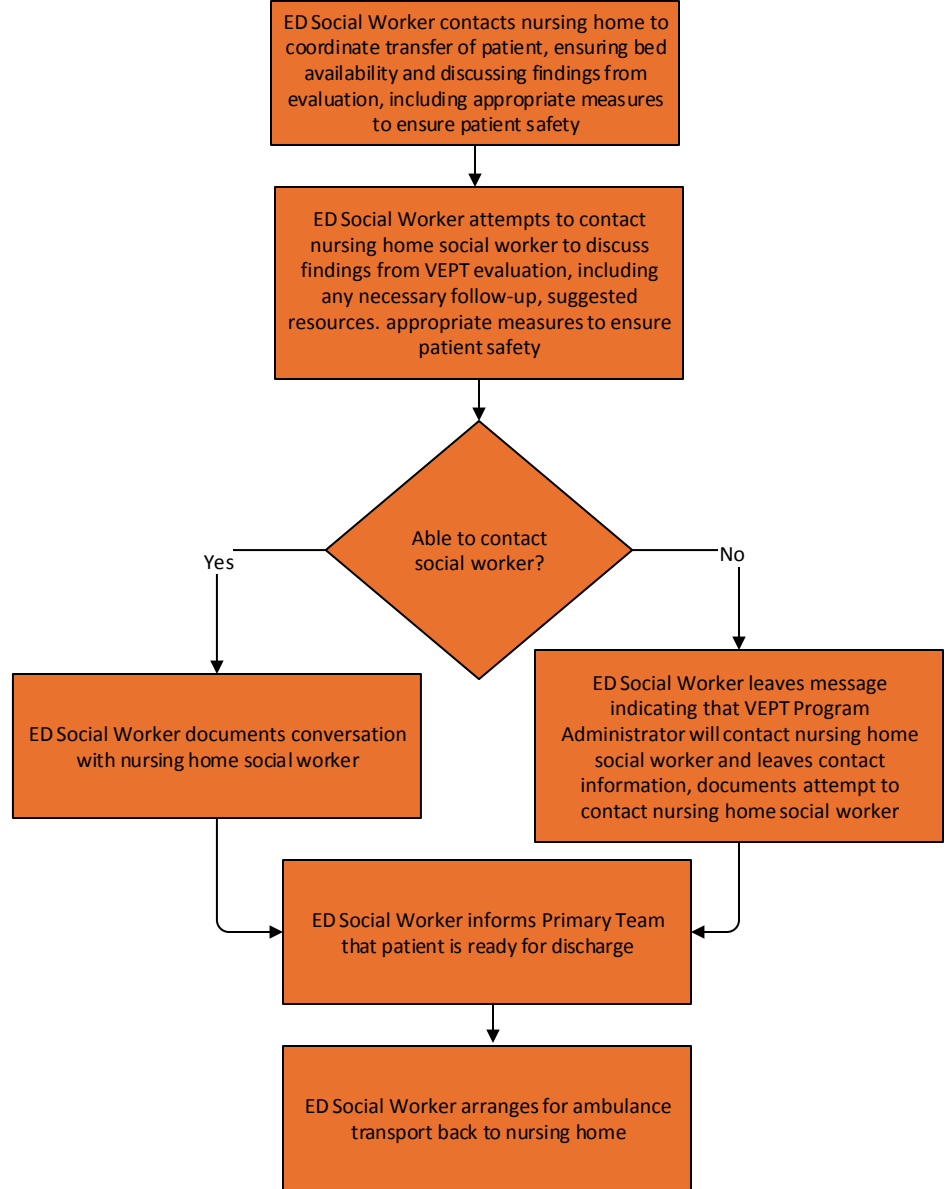 ED Social Worker contacts nursing home to
coordinate transfer of patient, ensuring bed
availability and discussing findings from
evaluation, including appropriate measures
to ensure patient safety
ED Social Worker attempts to contact
nursing home social worker to discuss
findings from VEPT evaluation, including
any necessary follow-up, suggested
resources. appropriate measures to ensure
patient safety
Able to contact
social worker?
Yes
No
ED Social Worker documents conversation
with nursing home social worker
ED Social Worker leaves message
indicating that VEPT Program
Administrator will contact nursing home
social worker and leaves contact
information, documents attempt to
contact nursing home social worker
ED Social Worker informs Primary Team
that patient is ready for discharge
ED Social Worker arranges for ambulance
transport back to nursing home